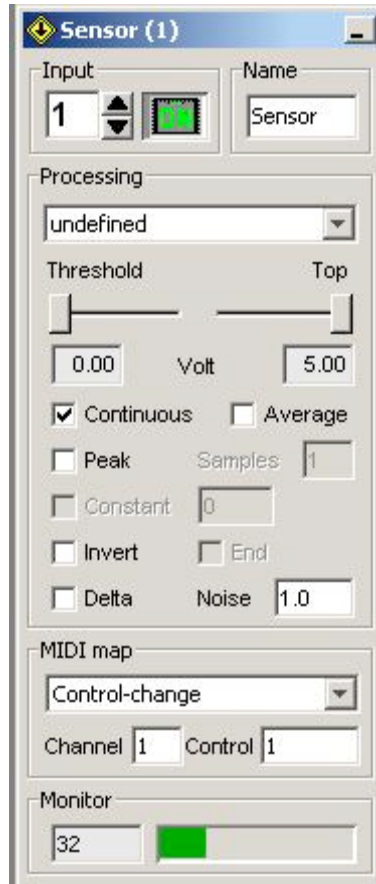 Sensor (1)
Input
Name
1
ON
Sensor
Processing
undefined
Threshold Top
0.00 Volt 5.00
Continuous Average
Peak Samples 1
Constant 0
Invert End
Delta Noise 1.0
MIDI map
Control-change
Channel 1 Control 1
Monitor
32